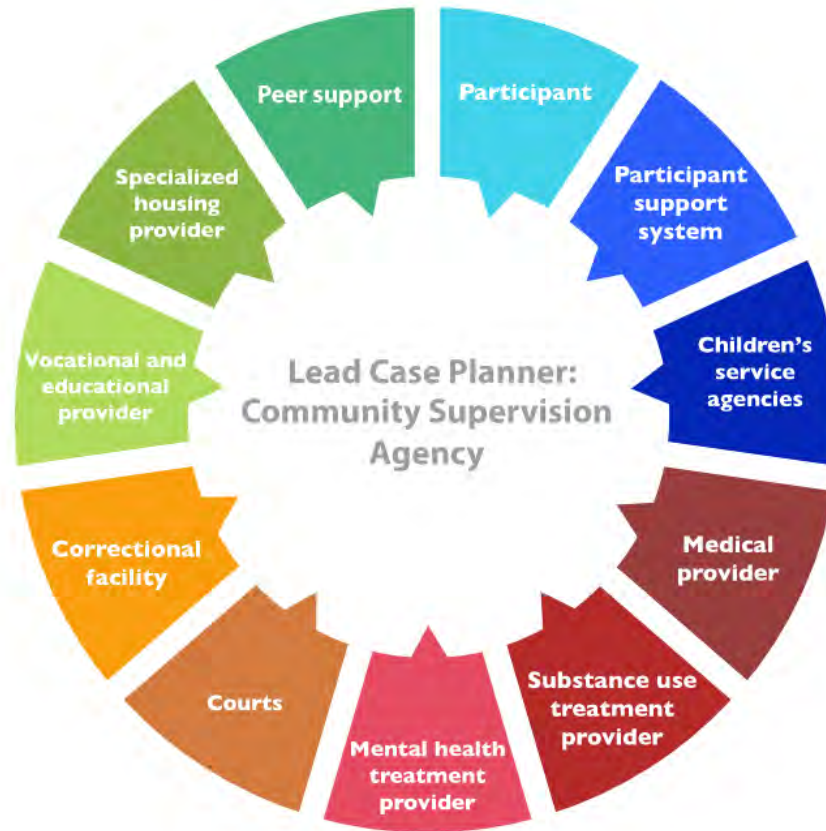 Peer support
Participant
Participant
support
system
Children's
service
agencies
Medical
provider
Substance use
treatment
provider
Mental health
treatment
provider
Courts
Correctional
facility
Vocational and
educational
provider
Specialized
housing
provider
Lead Case Planner:
Community Supervision
Agency